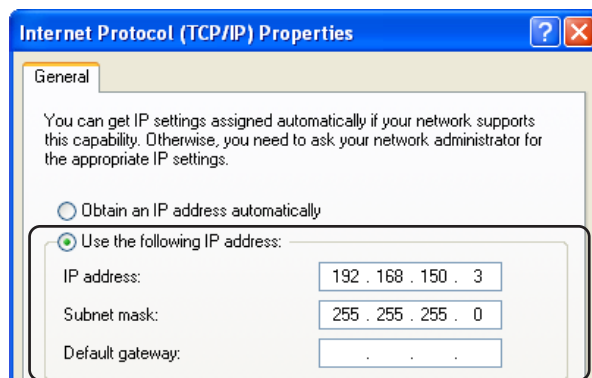 Internet Protocol (TCP/IP) Properties
General
You can get IP settings assigned automatically if your network supports
this capability. Otherwise, you need to ask your network administrator for
the appropriate IP settings.
Obtain an IP address automatically
Use the following IP address:
IP address: 192 . 168 . 150 . 3
Subnet mask: 255 . 255 . 255 . 0
Default gateway: . . .